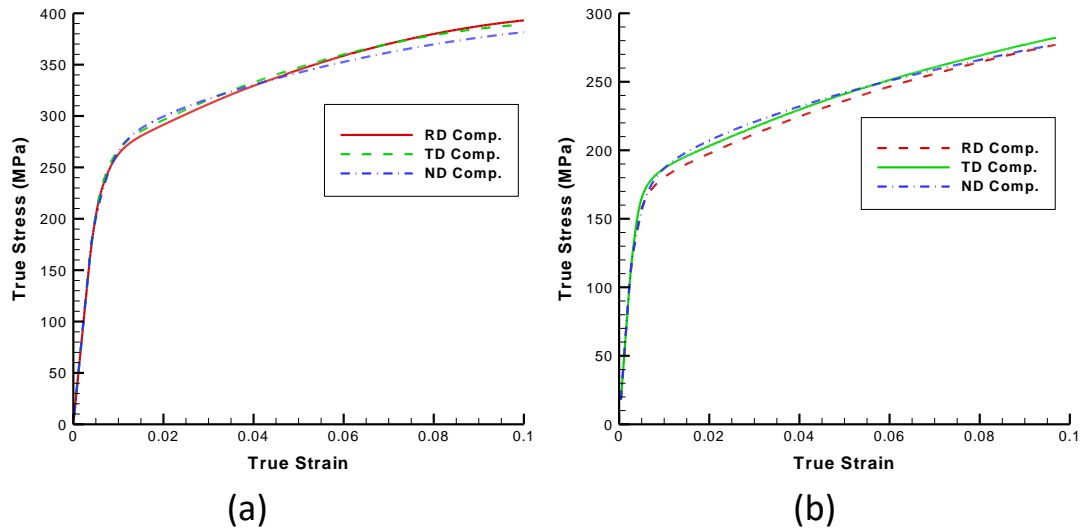 400
350
300
250
200
150
100
50
0
True Stress (MPa)
RD Comp.
TD Comp.
ND Comp.
0 0.02 0.04 0.06 0.08 0.1
True Strain
(a)
300
250
200
150
100
50
0
True Stress (MPa)
RD Comp.
TD Comp.
ND Comp.
0 0.02 0.04 0.06 0.08 0.1
True Strain
(b)